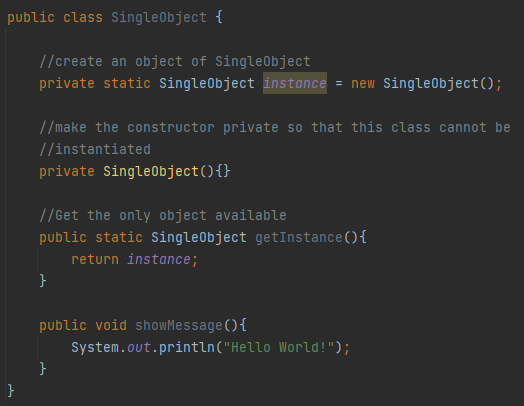 public class SingleObject {
//create an object of SingleObject
private static SingleObject instance = new SingleObject();
//make the constructor private so that this class cannot be
//instantiated
private SingleObject(){}
//Get the only object available
public static SingleObject getInstance(){
return instance;
}
public void showMessage(){
System.out.println("Hello World!");
}
}